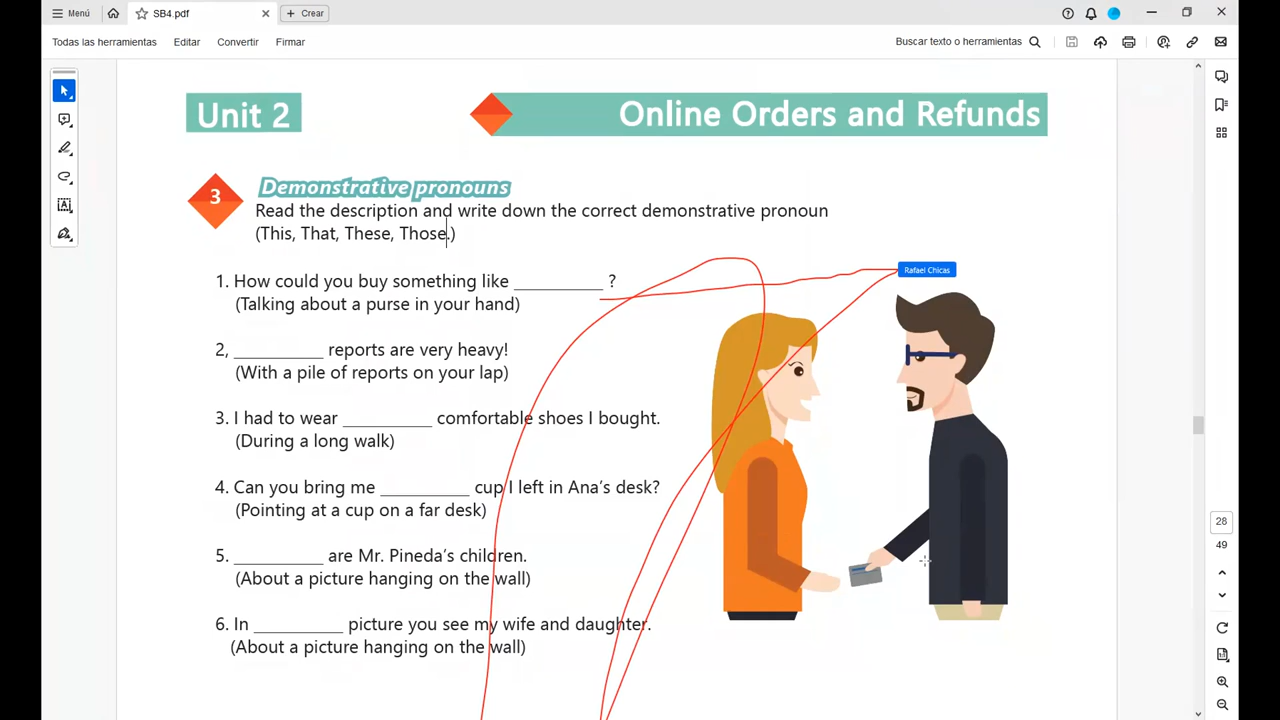 Menú
SB4.pdf
Crear
Todas las herramientas
Editar
Convertir
Firmar
Buscar texto o herramientas
Unit 2
Online Orders and Refunds
3
Demonstrative pronouns
Read the description and write down the correct demonstrative pronoun
(This, That, These, Those.)
1. How could you buy something like __________ ?
(Talking about a purse in your hand)
2, __________ reports are very heavy!
(With a pile of reports on your lap)
3. I had to wear __________ comfortable shoes I bought.
(During a long walk)
4. Can you bring me __________ cup I left in Ana's desk?
(Pointing at a cup on a far desk)
5. __________ are Mr. Pineda's children.
(About a picture hanging on the wall)
6. In __________ picture you see my wife and daughter.
(About a picture hanging on the wall)
Rafael Chicas
28
49